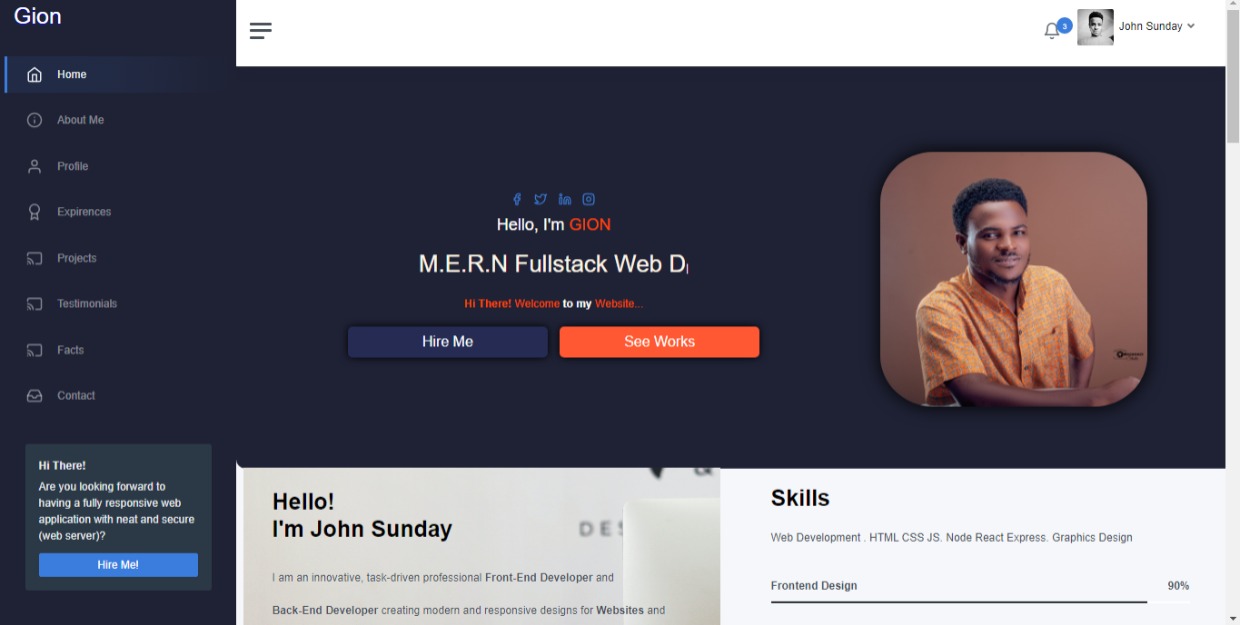 Gion
Home
About Me
Profile
Expirences
Projects
Testimonials
Facts
Contact
Hi There!
Are you looking forward to
having a fully responsive web
application with neat and secure
(web server)?
Hire Me!
3
John Sunday
Hello, I'm GION
M.E.R.N Fullstack Web D
Hi There! Welcome to my Website...
Hire Me
See Works
Hello!
I'm John Sunday
DES
I am an innovative, task-driven professional Front-End Developer and
Back-End Developer creating modern and responsive designs for Websites and
Skills
Web Development . HTML CSS JS. Node React Express. Graphics Design
Frontend Design 90%